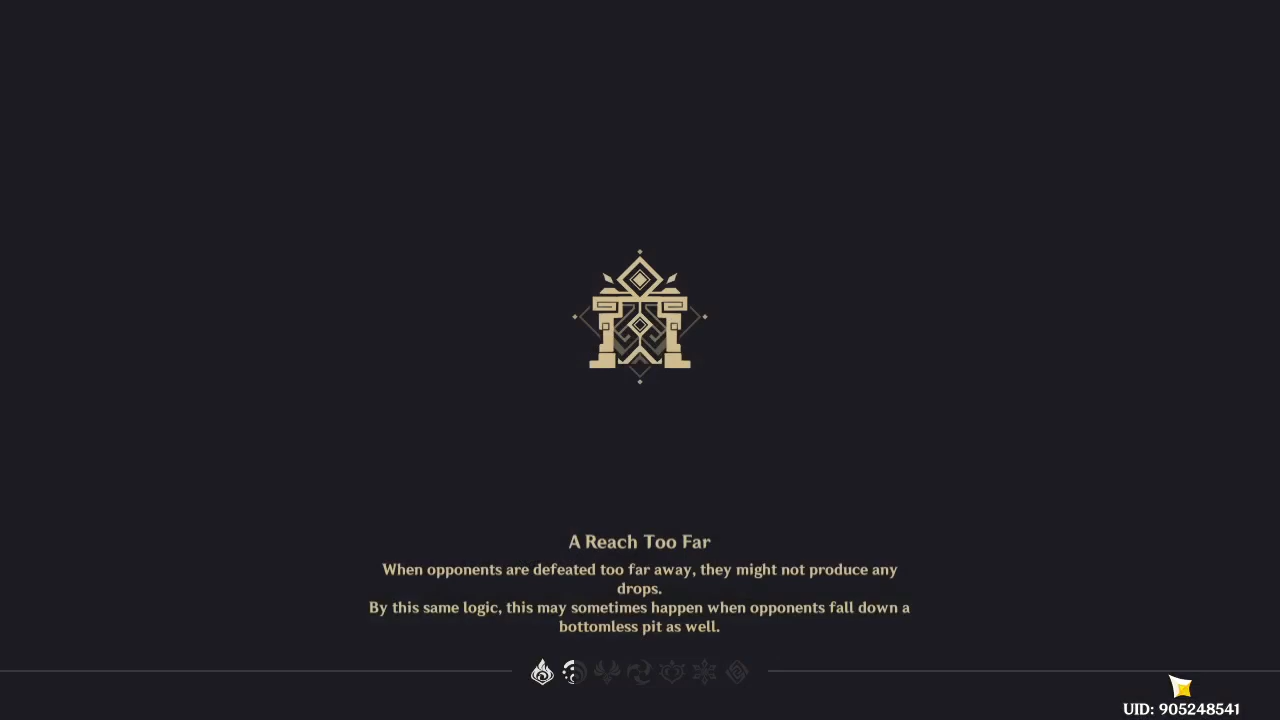 A Reach Too Far
When opponents are defeated too far away, they might not produce any
drops.
By this same logic, this may sometimes happen when opponents fall down a
bottomless pit as well.
UID: 905248541